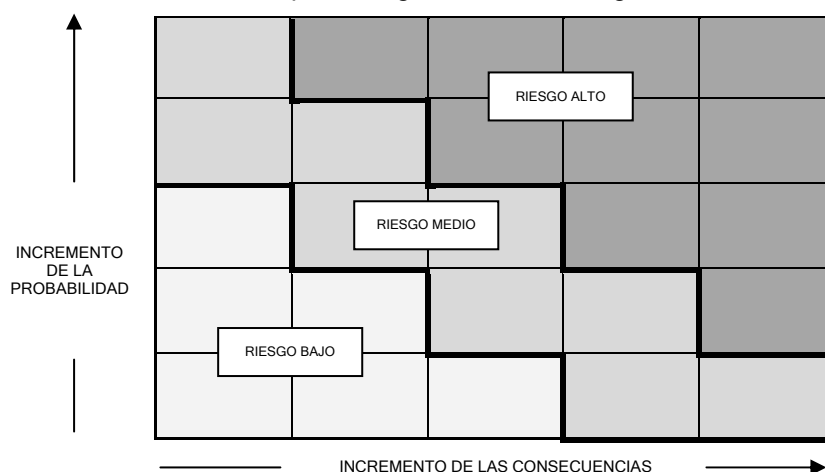 RIESGO ALTO
RIESGO MEDIO
INCREMENTO
DE LA
PROBABILIDAD
RIESGO BAJO
INCREMENTO DE LAS CONSECUENCIAS